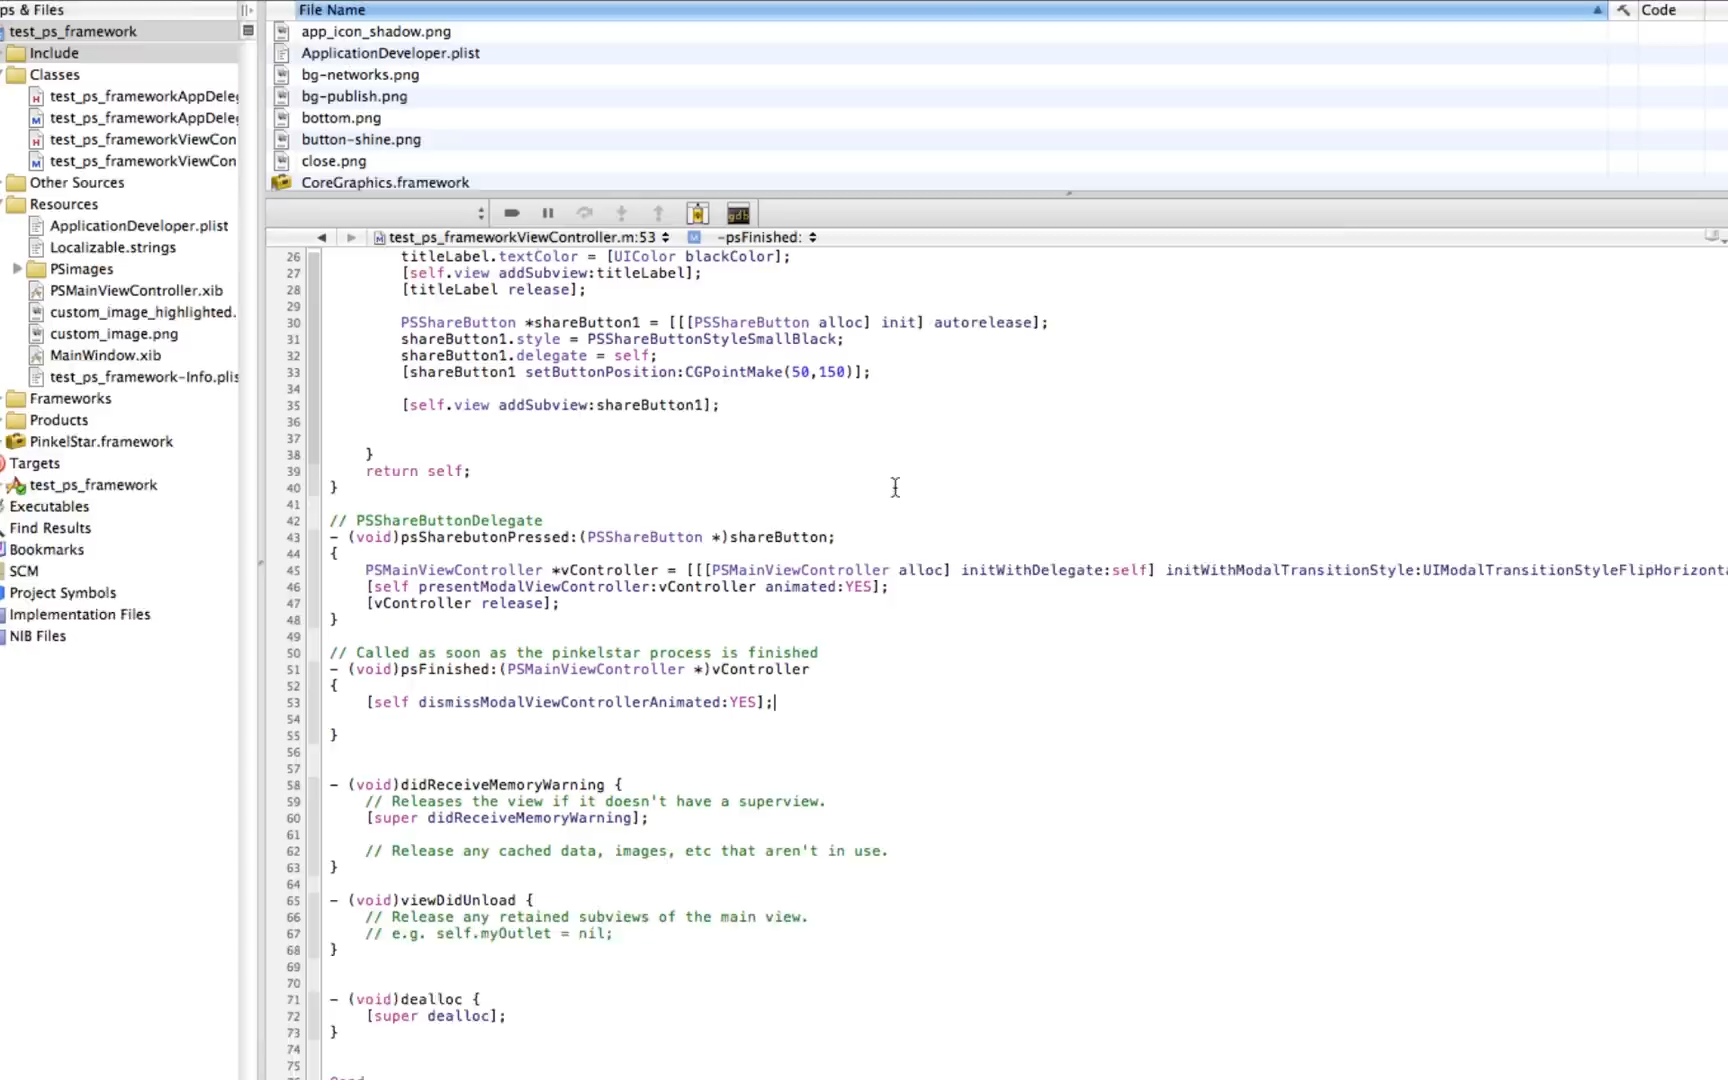 ps & Files
test_ps_framework
Include
Classes
test_ps_frameworkAppDeleg
test_ps_frameworkAppDeleg
test_ps_frameworkViewCon
test_ps_frameworkViewCon
Other Sources
Resources
ApplicationDeveloper.plist
Localizable.strings
PSimages
PSMainViewController.xib
custom_image_highlighted.
custom_image.png
MainWindow.xib
test_ps_framework-Info.plis
Frameworks
Products
PinkelStar.framework
Targets
test_ps_framework
Executables
Find Results
Bookmarks
SCM
Project Symbols
Implementation Files
NIB Files
File Name Code
app_icon_shadow.png
ApplicationDeveloper.plist
bg-networks.png
bg-publish.png
bottom.png
button-shine.png
close.png
CoreGraphics.framework
gdb
test_ps_frameworkViewController.m:53 M -psFinished:
26 titleLabel.textColor = [UIColor blackColor];
27 [self.view addSubview:titleLabel];
28 [titleLabel release];
29
30 PSShareButton *shareButton1 = [[[PSShareButton alloc] init] autorelease];
31 shareButton1.style = PSShareButtonStyleSmallBlack;
32 shareButton1.delegate = self;
33 [shareButton1 setButtonPosition:CGPointMake(50,150)];
34
35 [self.view addSubview:shareButton1];
36
37
38 }
39 return self;
40 }
41
42 // PSShareButtonDelegate
43 - (void)psSharebutonPressed:(PSShareButton *)shareButton;
44 {
45 PSMainViewController *vController = [[[PSMainViewController alloc] initWithDelegate:self] initWithModalTransitionStyle:UIModalTransitionStyleFlipHorizonta
46 [self presentModalViewController:vController animated:YES];
47 [vController release];
48 }
49
50 // Called as soon as the pinkelstar process is finished
51 - (void)psFinished:(PSMainViewController *)vController
52 {
53 [self dismissModalViewControllerAnimated:YES];
54
55 }
56
57
58 - (void)didReceiveMemoryWarning {
59 // Releases the view if it doesn't have a superview.
60 [super didReceiveMemoryWarning];
61
62 // Release any cached data, images, etc that aren't in use.
63 }
64
65 - (void)viewDidUnload {
66 // Release any retained subviews of the main view.
67 // e.g. self.myOutlet = nil;
68 }
69
70
71 - (void)dealloc {
72 [super dealloc];
73 }
74
75